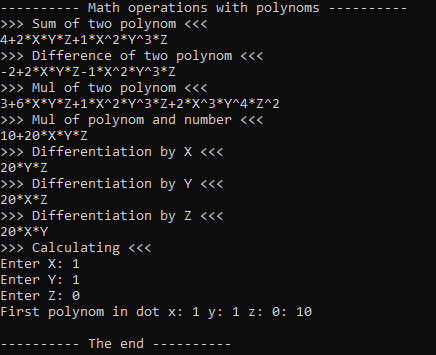 ---------- Math operations with polynoms ----------
>>> Sum of two polynom <<<
4+2*X*Y*Z+1*X^2*Y^3*Z
>>> Difference of two polynom <<<
-2+2*X*Y*Z-1*X^2*Y^3*Z
>>> Mul of two polynom <<<
3+6*X*Y*Z+1*X^2*Y^3*Z+2*X^3*Y^4*Z^2
>>> Mul of polynom and number <<<
10+20*X*Y*Z
>>> Differentiation by X <<<
20*Y*Z
>>> Differentiation by Y <<<
20*X*Z
>>> Differentiation by Z <<<
20*X*Y
>>> Calculating <<<
Enter X: 1
Enter Y: 1
Enter Z: 0
First polynom in dot x: 1 y: 1 z: 0: 10
---------- The end ----------